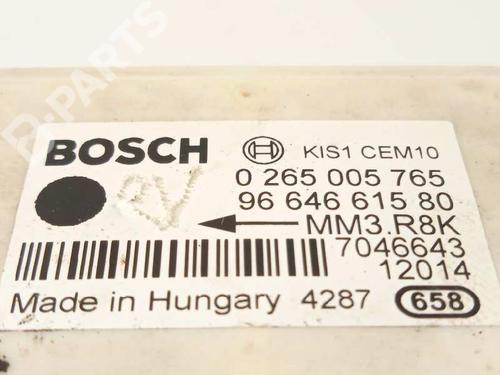 B-PARTS
BOSCH KIS1 CEM10
0 265 005 765
96 646 615 80
MM3.R8K
7046643
12014
Made in Hungary 4287 658